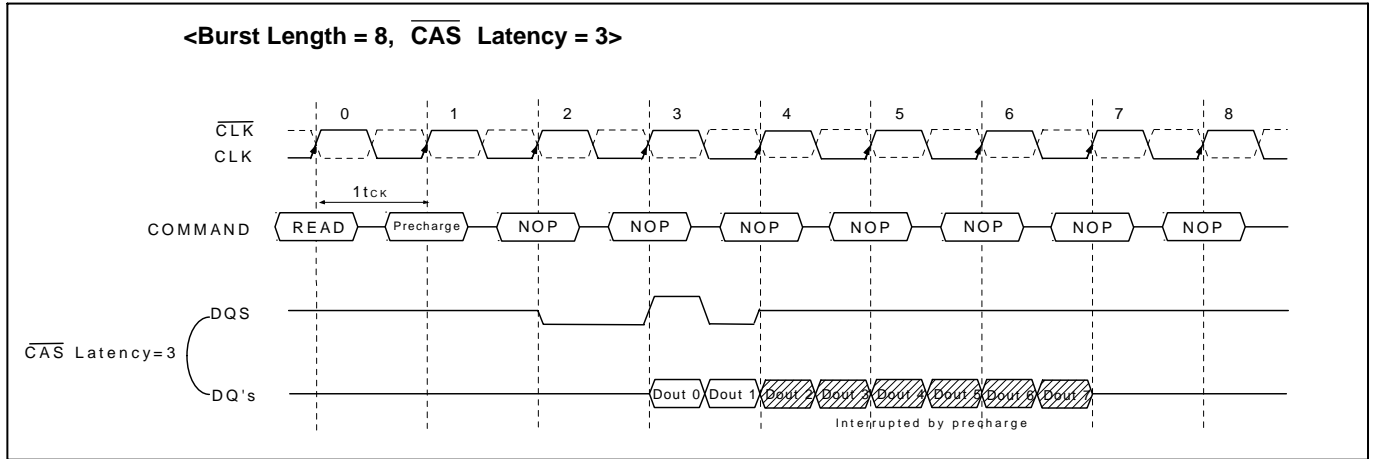 <Burst Length = 8, CAS Latency = 3>
0 1 2 3 4 5 6 7 8
CLK
CLK
1tCK
COMMAND READ Precharge NOP NOP NOP NOP NOP NOP NOP
DQS
CAS Latency=3
DQ's Dout 0 Dout 1 Dout 2 Dout 3 Dout 4 Dout 5 Dout 6 Dout 7
Interrupted by precharge